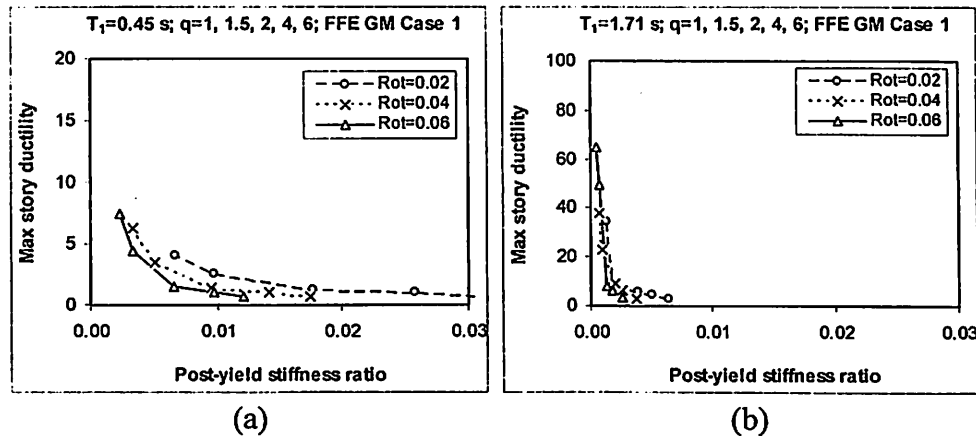 T₁=0.45 s; q=1, 1.5, 2, 4, 6; FFE GM Case 1
20
15
10
5
0
Max story ductility
Rot=0.02
Rot=0.04
Rot=0.06
0.00
0.01
0.02
0.03
Post-yield stiffness ratio
(a)
T₁=1.71 s; q=1, 1.5, 2, 4, 6; FFE GM Case 1
100
80
60
40
20
0
Max story ductility
Rot=0.02
Rot=0.04
Rot=0.06
0.00
0.01
0.02
0.03
Post-yield stiffness ratio
(b)